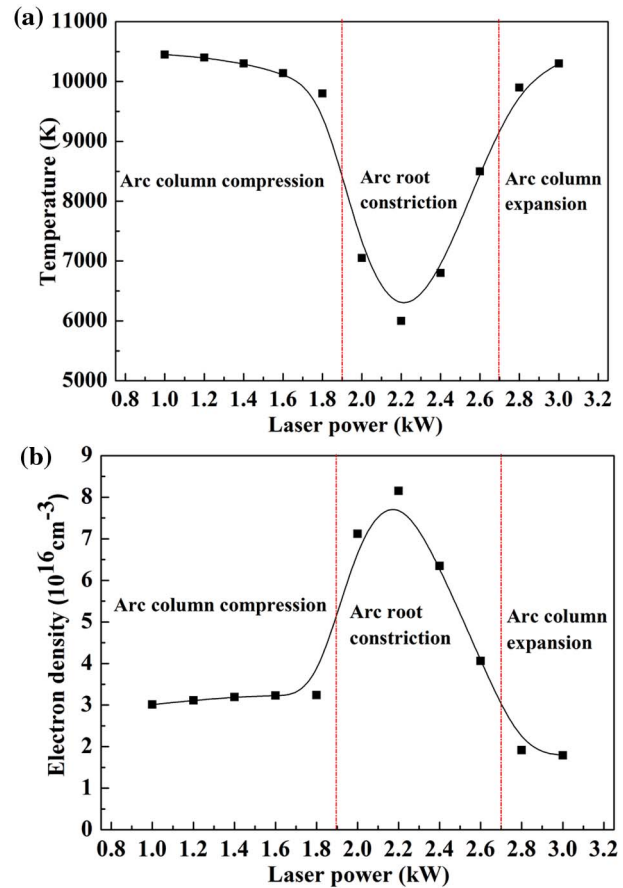 (a)
11000
10000
9000
8000
7000
6000
5000
Temperature (K)
Arc column compression
Arc root
constriction
Arc column
expansion
0.8 1.0 1.2 1.4 1.6 1.8 2.0 2.2 2.4 2.6 2.8 3.0 3.2
Laser power (kW)
(b)
9
8
7
6
5
4
3
2
1
0
Electron density (10^16cm^-3)
Arc column compression
Arc root
constriction
Arc column
expansion
0.8 1.0 1.2 1.4 1.6 1.8 2.0 2.2 2.4 2.6 2.8 3.0 3.2
Laser power (kW)